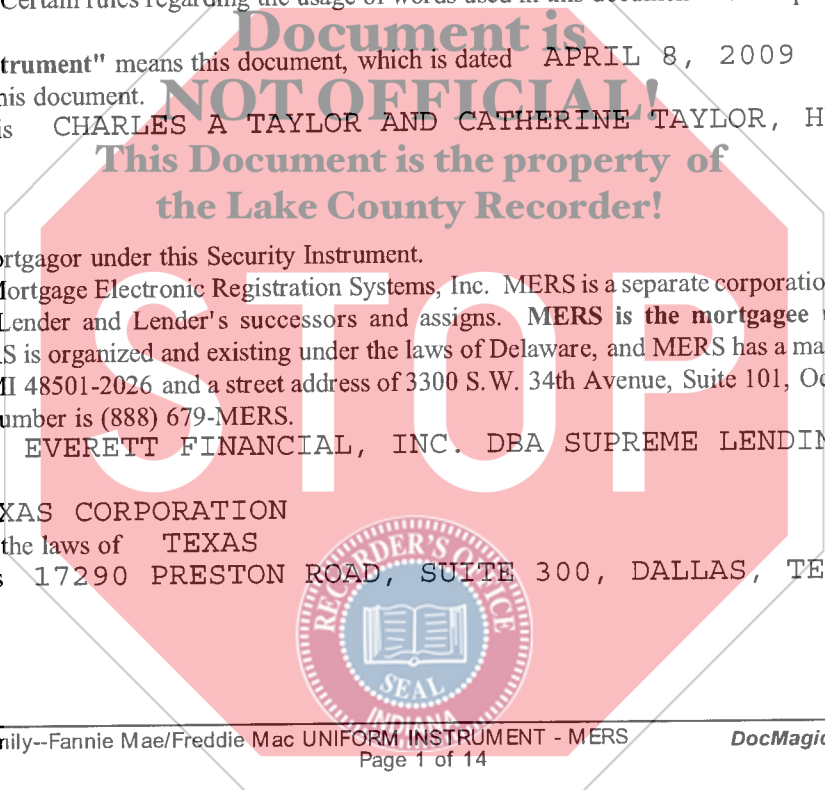 Certain rules regarding the usage of words used in this document
Document is
trument" means this document, which is dated APRIL 8, 2009
his document.
NOT OFFICIAL!
is CHARLES A TAYLOR AND CATHERINE TAYLOR, H
This Document is the property of
the Lake County Recorder!
ortgagor under this Security Instrument.
Mortgage Electronic Registration Systems, Inc. MERS is a separate corporatio
Lender and Lender's successors and assigns. MERS is the mortgagee
S is organized and existing under the laws of Delaware, and MERS has a ma
MI 48501-2026 and a street address of 3300 S.W. 34th Avenue, Suite 101, Oc
umber is (888) 679-MERS.
STOP
EVERETT FINANCIAL, INC. DBA SUPREME LENDIN
XAS CORPORATION
the laws of TEXAS
s 17290 PRESTON ROAD, SUITE 300, DALLAS, TE
RECORDER'S OFFICE
SEAL
INDIANA
mily--Fannie Mae/Freddie Mac UNIFORM INSTRUMENT - MERS DocMagic
Page 1 of 14